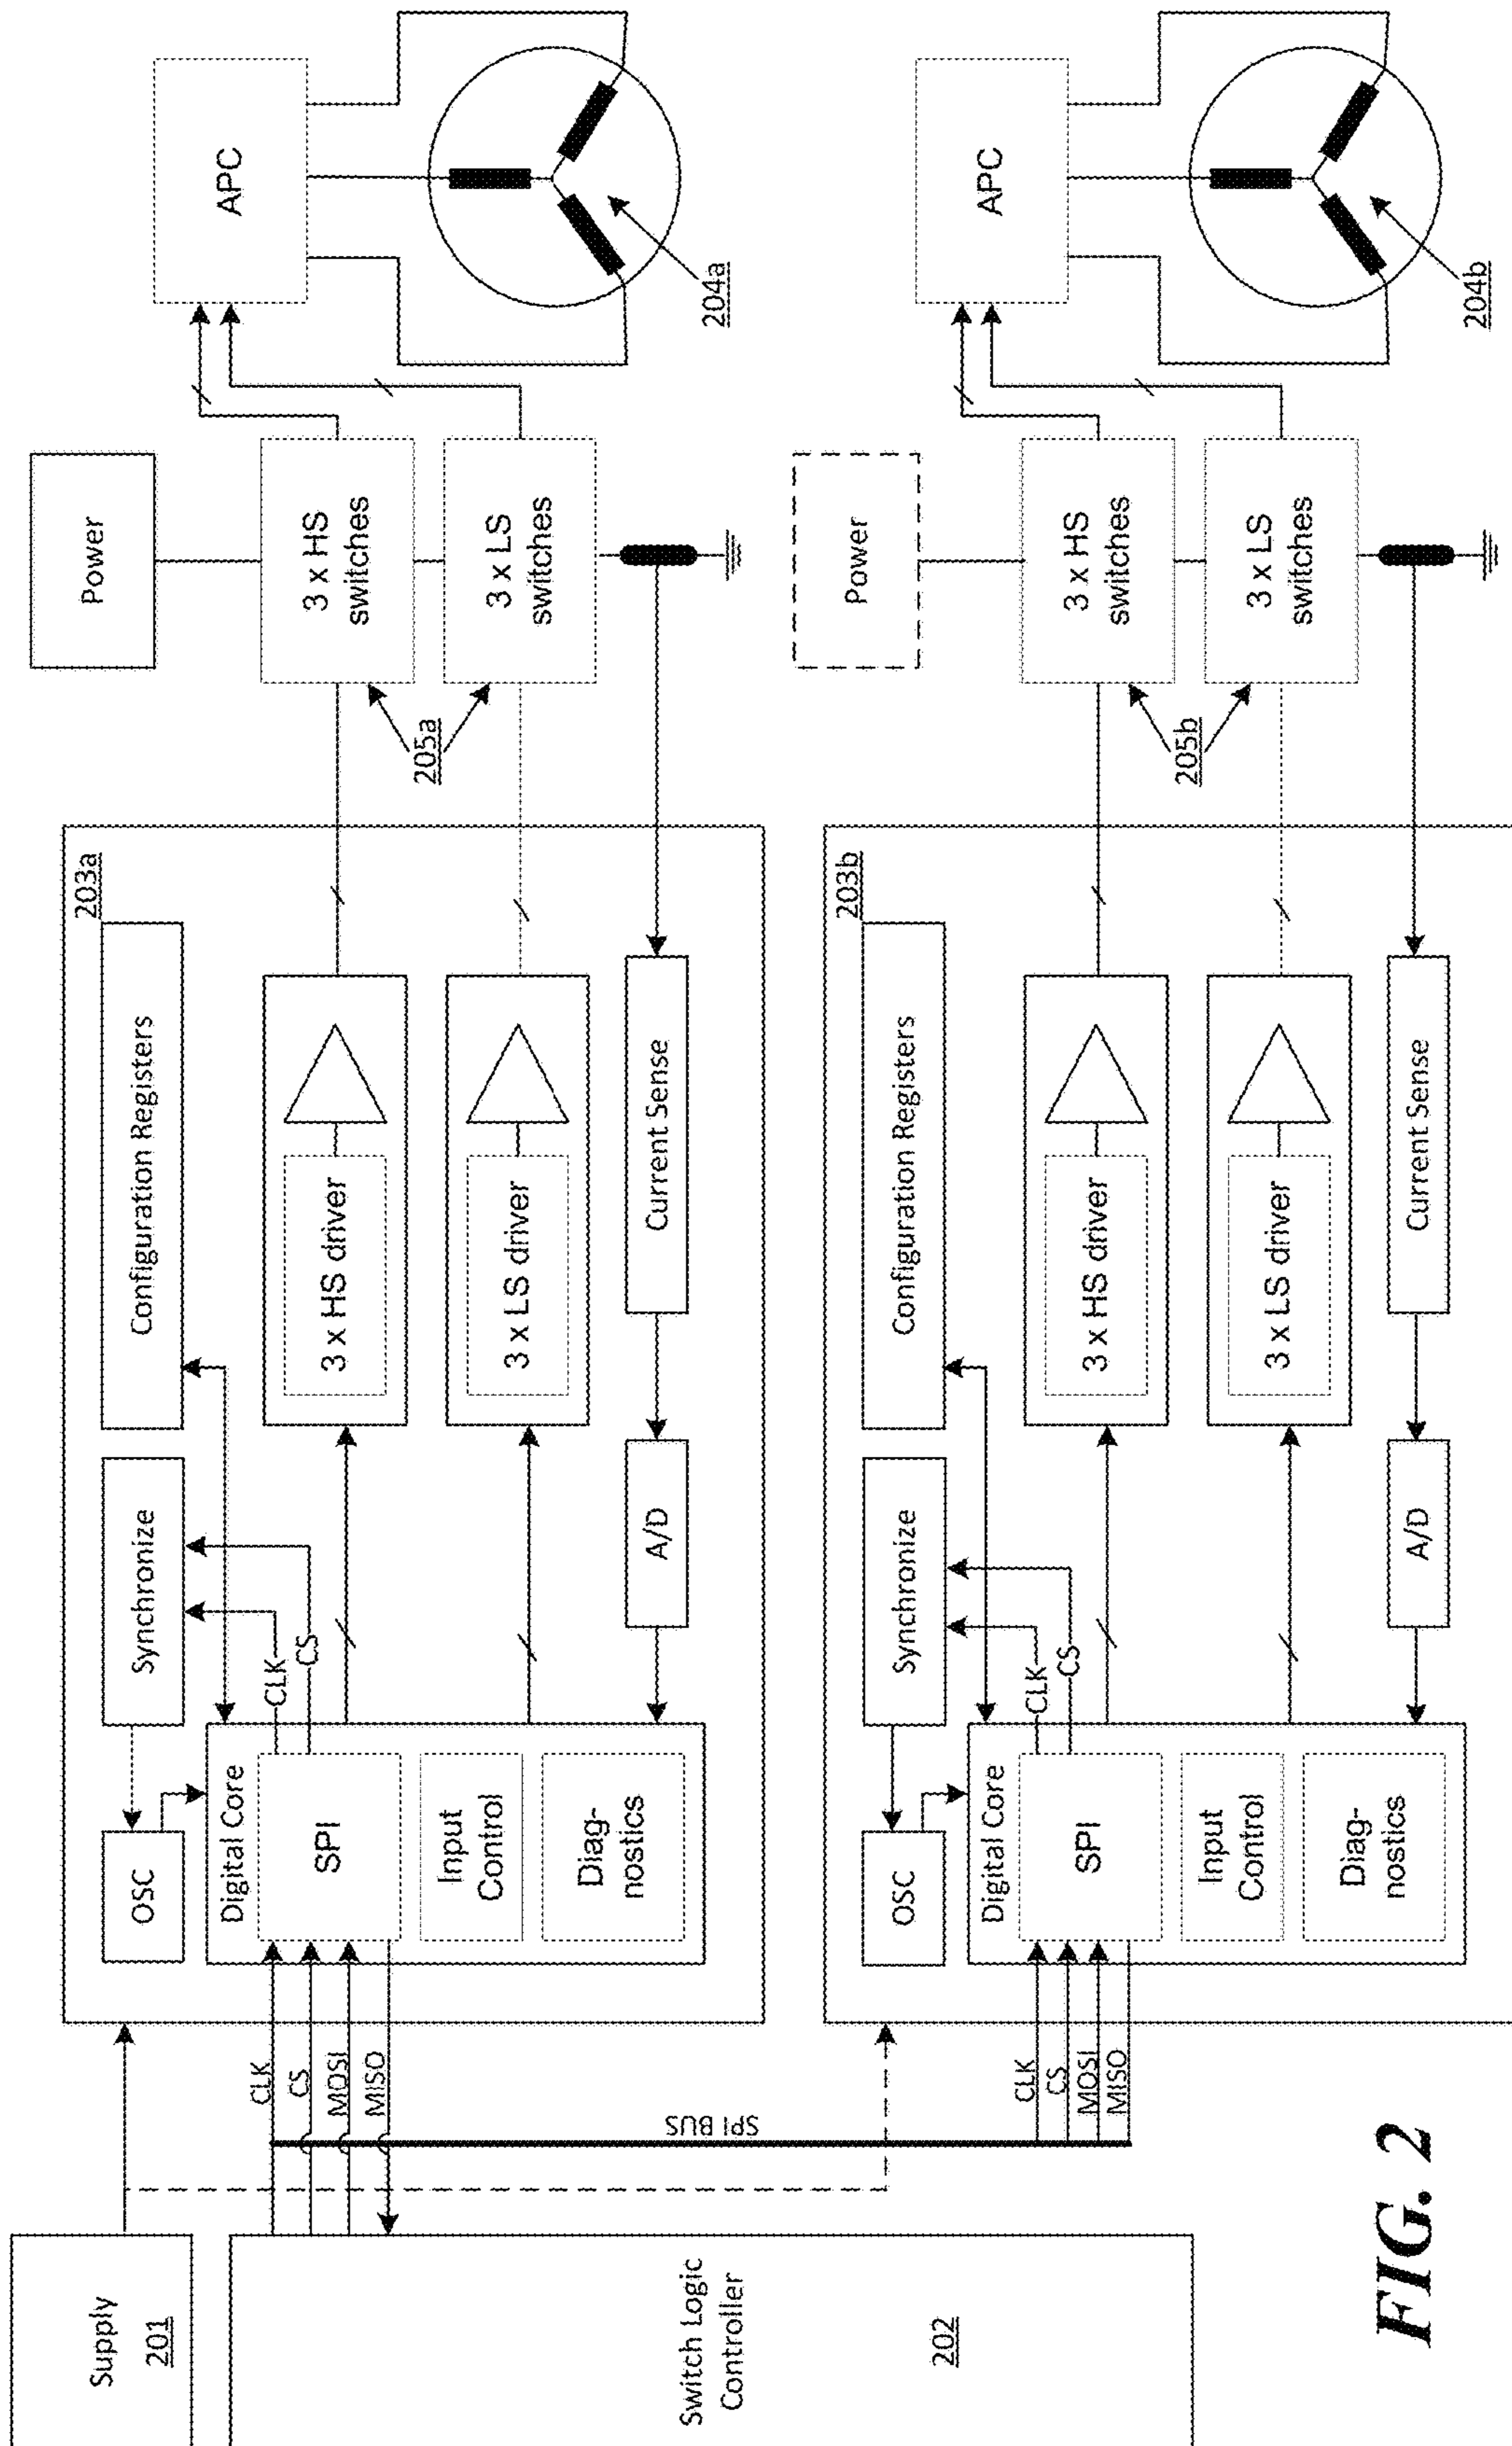 Supply
201
Switch Logic
Controller
202
SPI BUS
CLK
CS
MOSI
MISO
203a
OSC
Synchronize
Configuration Registers
Digital Core
SPI
CLK
CS
Input
Control
Diag-
nostics
3 x HS driver
3 x LS driver
A/D
Current Sense
Power
3 x HS
switches
3 x LS
switches
205a
APC
204a
CLK
CS
MOSI
MISO
203b
OSC
Synchronize
Configuration Registers
Digital Core
SPI
CLK
CS
Input
Control
Diag-
nostics
3 x HS driver
3 x LS driver
A/D
Current Sense
Power
3 x HS
switches
3 x LS
switches
205b
APC
204b
FIG. 2